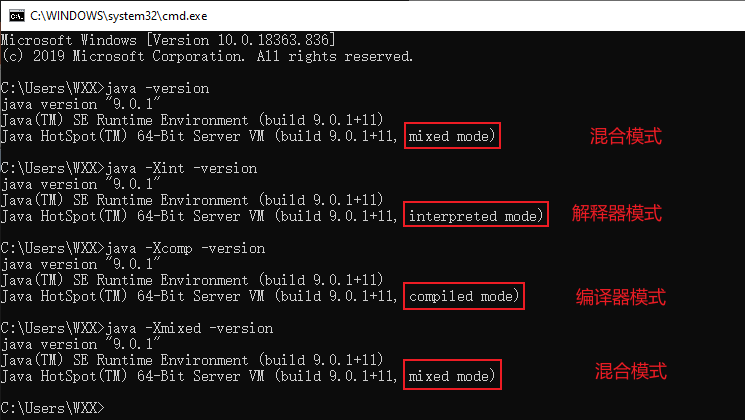 C:\WINDOWS\system32\cmd.exe
Microsoft Windows [Version 10.0.18363.836]
(c) 2019 Microsoft Corporation. All rights reserved.
C:\Users\WXX>java -version
java version "9.0.1"
Java(TM) SE Runtime Environment (build 9.0.1+11)
Java HotSpot(TM) 64-Bit Server VM (build 9.0.1+11, mixed mode) 混合模式
C:\Users\WXX>java -Xint -version
java version "9.0.1"
Java(TM) SE Runtime Environment (build 9.0.1+11)
Java HotSpot(TM) 64-Bit Server VM (build 9.0.1+11, interpreted mode) 解释器模式
C:\Users\WXX>java -Xcomp -version
java version "9.0.1"
Java(TM) SE Runtime Environment (build 9.0.1+11)
Java HotSpot(TM) 64-Bit Server VM (build 9.0.1+11, compiled mode) 编译器模式
C:\Users\WXX>java -Xmixed -version
java version "9.0.1"
Java(TM) SE Runtime Environment (build 9.0.1+11)
Java HotSpot(TM) 64-Bit Server VM (build 9.0.1+11, mixed mode) 混合模式
C:\Users\WXX>